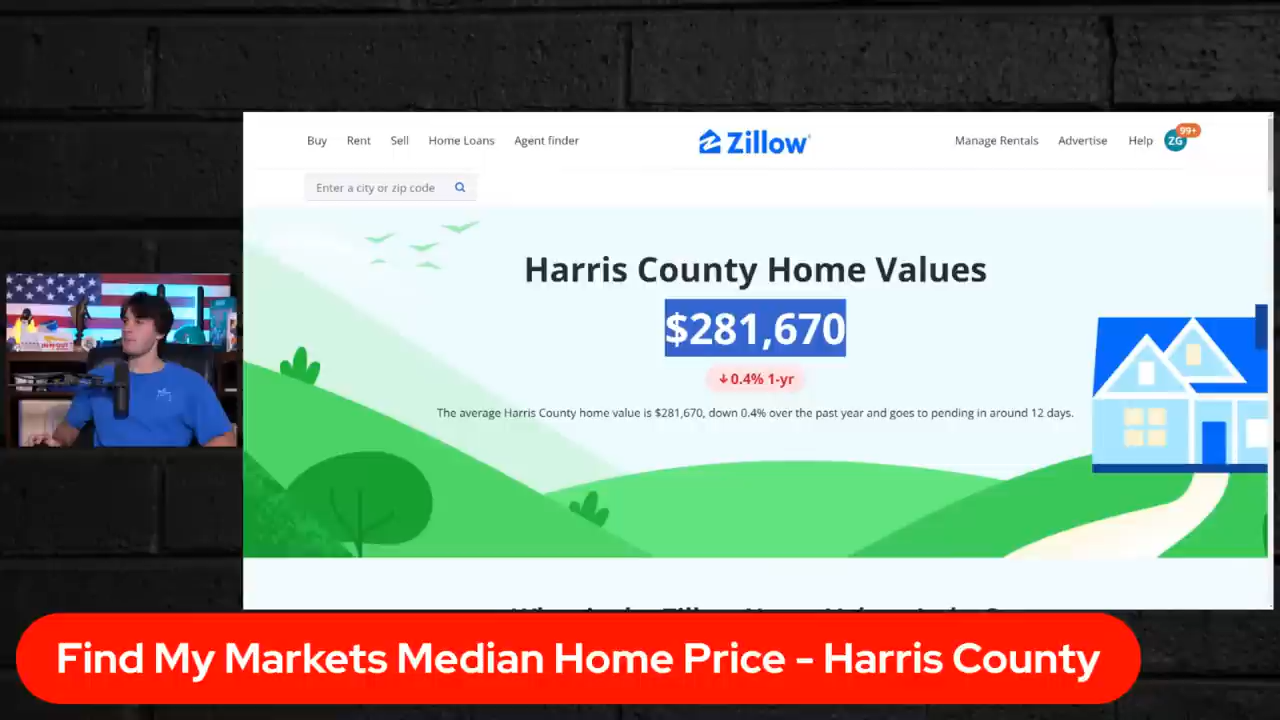 Buy Rent Sell Home Loans Agent finder Zillow Manage Rentals Advertise Help ZG 99+
Enter a city or zip code
Harris County Home Values
$281,670
↓ 0.4% 1-yr
The average Harris County home value is $281,670, down 0.4% over the past year and goes to pending in around 12 days.
Find My Markets Median Home Price - Harris County